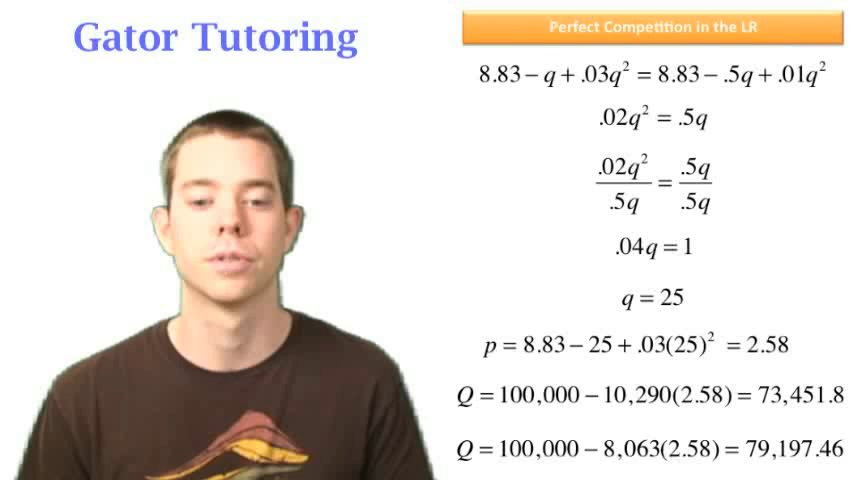 Gator Tutoring
Perfect Competition in the LR
8.83 − q + .03q² = 8.83 − .5q + .01q²
.02q² = .5q
.02q² / .5q = .5q / .5q
.04q = 1
q = 25
p = 8.83 − 25 + .03(25)² = 2.58
Q = 100,000 − 10,290(2.58) = 73,451.8
Q = 100,000 − 8,063(2.58) = 79,197.46